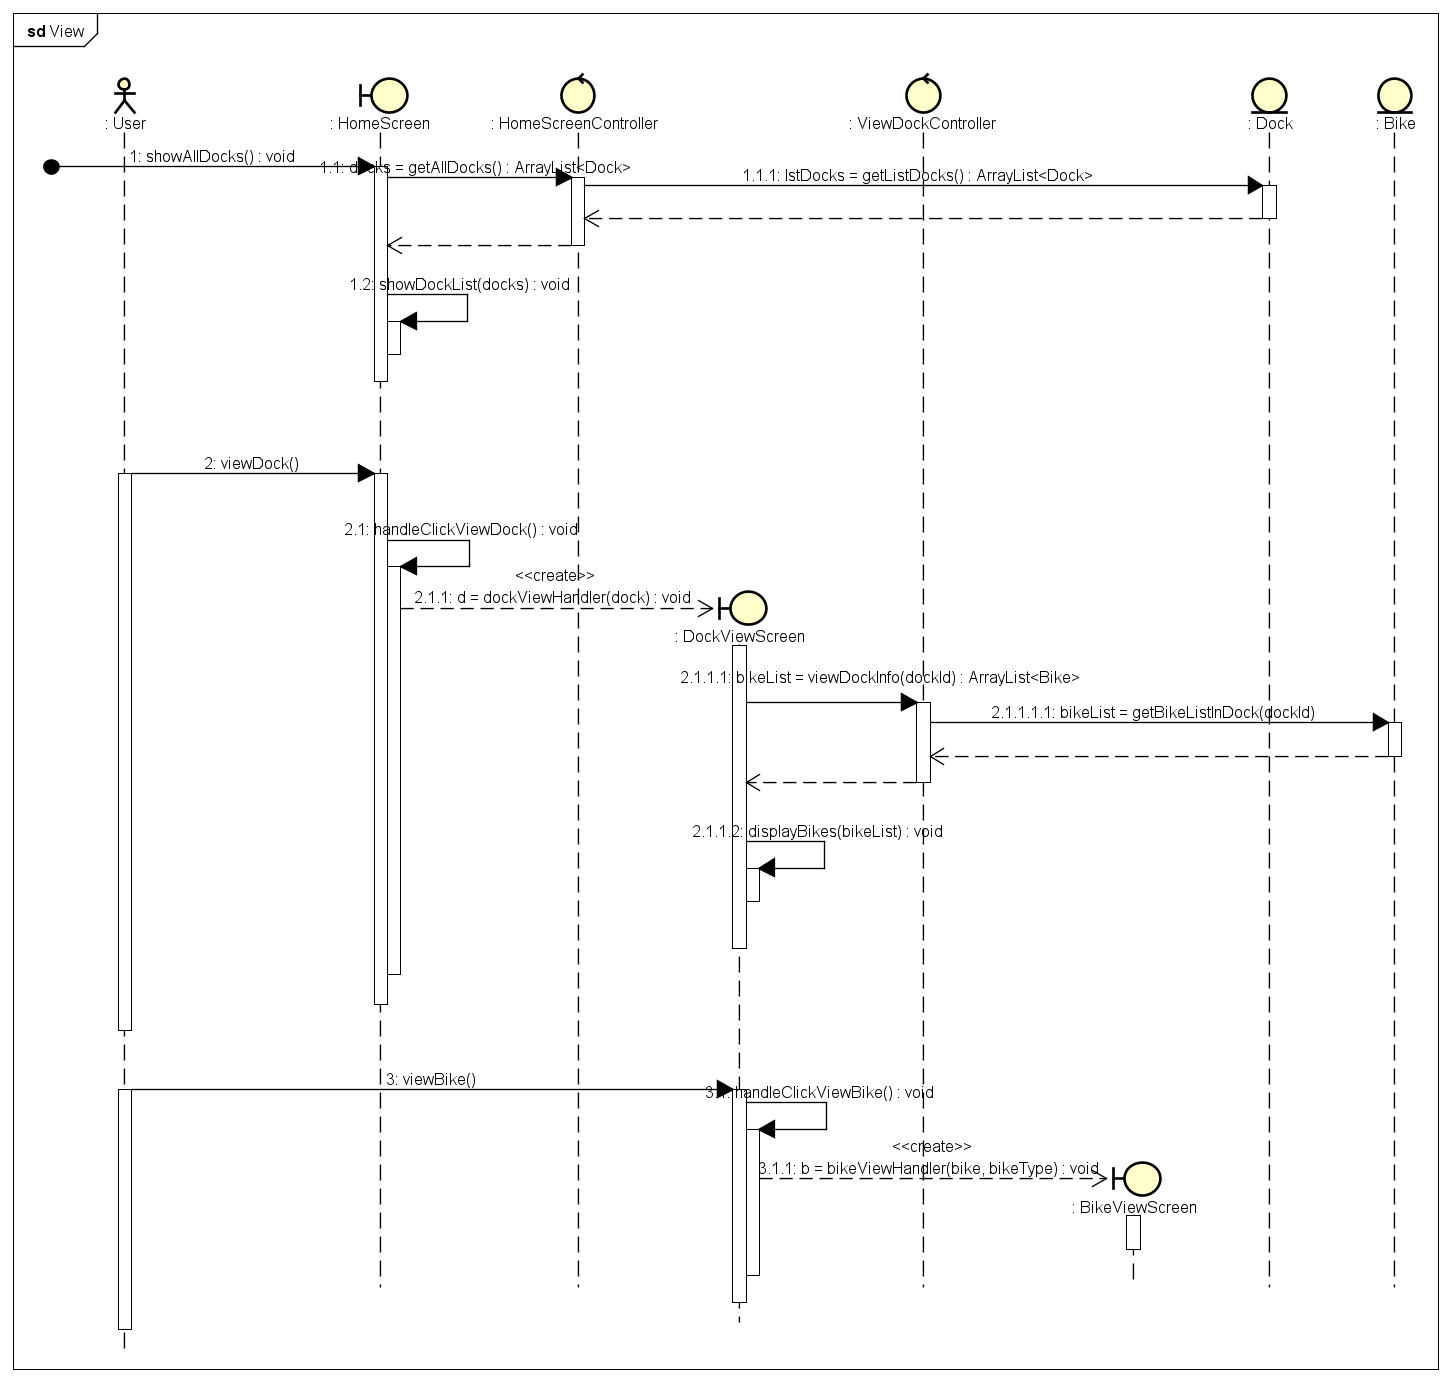 sd View
: User
: HomeScreen
: HomeScreenController
: ViewDockController
: Dock
: Bike
1: showAllDocks() : void
1.1: docks = getAllDocks() : ArrayList<Dock>
1.1.1: lstDocks = getListDocks() : ArrayList<Dock>
1.2: showDockList(docks) : void
2: viewDock()
2.1: handleClickViewDock() : void
<<create>>
2.1.1: d = dockViewHandler(dock) : void
: DockViewScreen
2.1.1.1: bikeList = viewDockInfo(dockId) : ArrayList<Bike>
2.1.1.1.1: bikeList = getBikeListInDock(dockId)
2.1.1.2: displayBikes(bikeList) : void
3: viewBike()
3.1: handleClickViewBike() : void
<<create>>
3.1.1: b = bikeViewHandler(bike, bikeType) : void
: BikeViewScreen